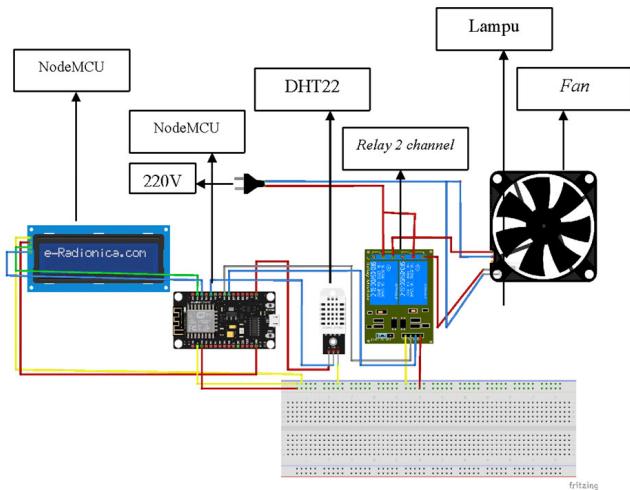 Lampu
NodeMCU
DHT22
Fan
NodeMCU
Relay 2 channel
220V
e-Radionica.com
fritzing